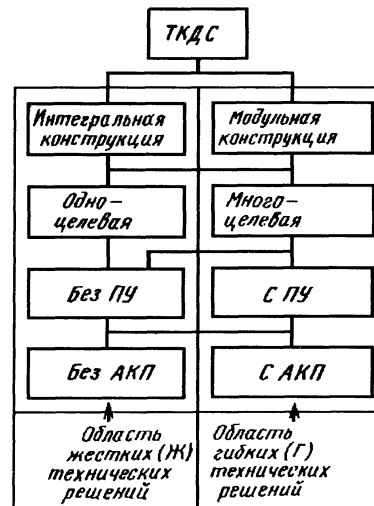 ТКДС
Интегральная
конструкция
Модульная
конструкция
Одно-
целевая
Много-
целевая
Без ПУ
С ПУ
Без АКП
С АКП
Область
жестких (Ж)
технических
решений
Область
гибких (Г)
технических
решений